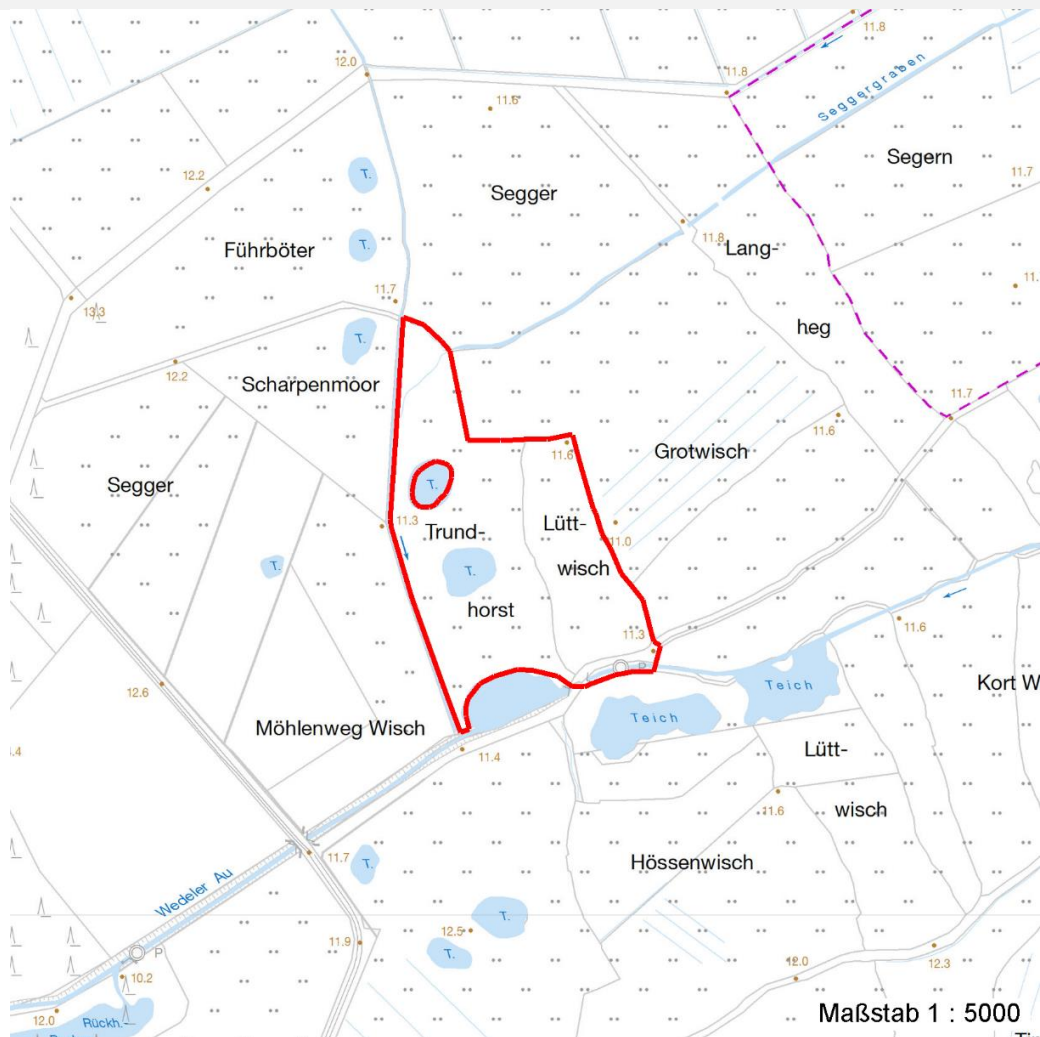 11.8
12.0
11.8
Seggergraben
11.6
Segern
T.
12.2
Segger
11.7
Führböter
T.
11.8
Lang-
11.7
13.3
heg
T.
12.2
Scharpenmoor
11.7
11.6
11.6
Grotwisch
Segger
T.
11.3
Trund-
Lütt-
11.0
T.
T.
wisch
horst
11.3
11.6
P
12.6
Teich
Kort W
Teich
Möhlenweg Wisch
11.4
Lütt-
11.6
wisch
11.7
T.
Hössenwisch
Wedeler Au
T.
12.5
11.9
T.
P
10.2
12.0
12.3
12.0
Rückh.-
Maßstab 1 : 5000